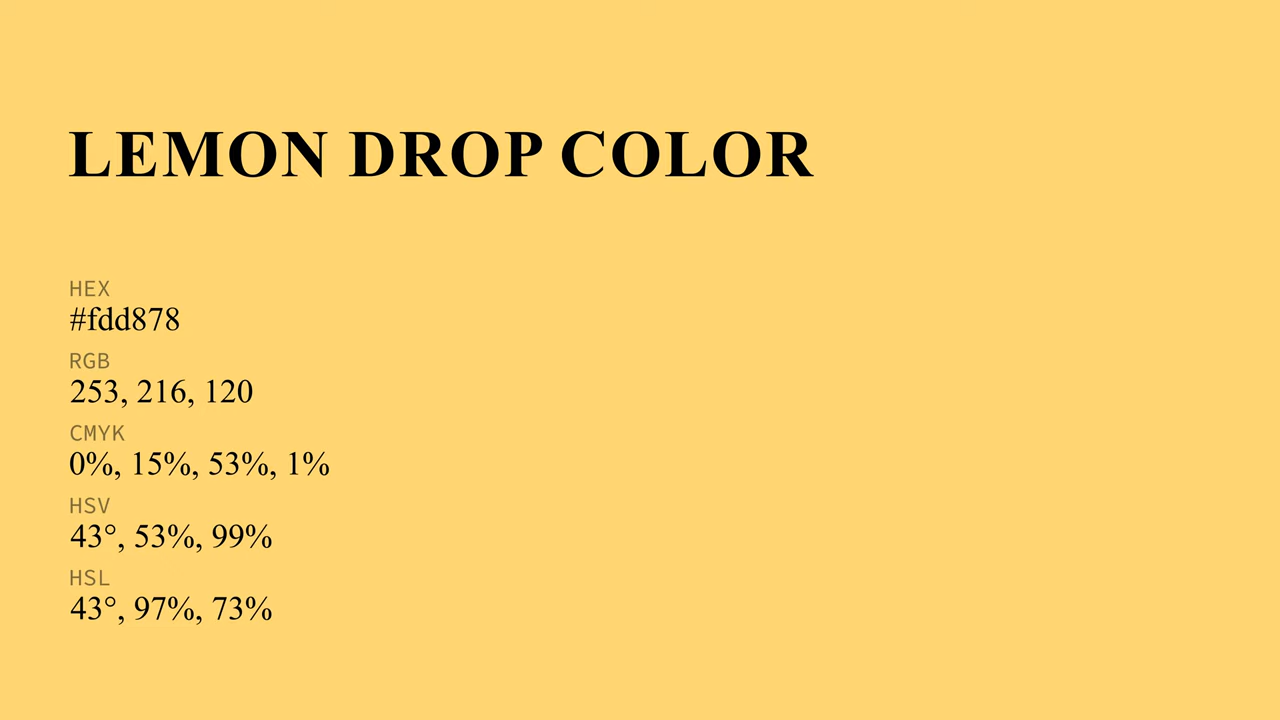 LEMON DROP COLOR
HEX
#fdd878
RGB
253, 216, 120
CMYK
0%, 15%, 53%, 1%
HSV
43°, 53%, 99%
HSL
43°, 97%, 73%